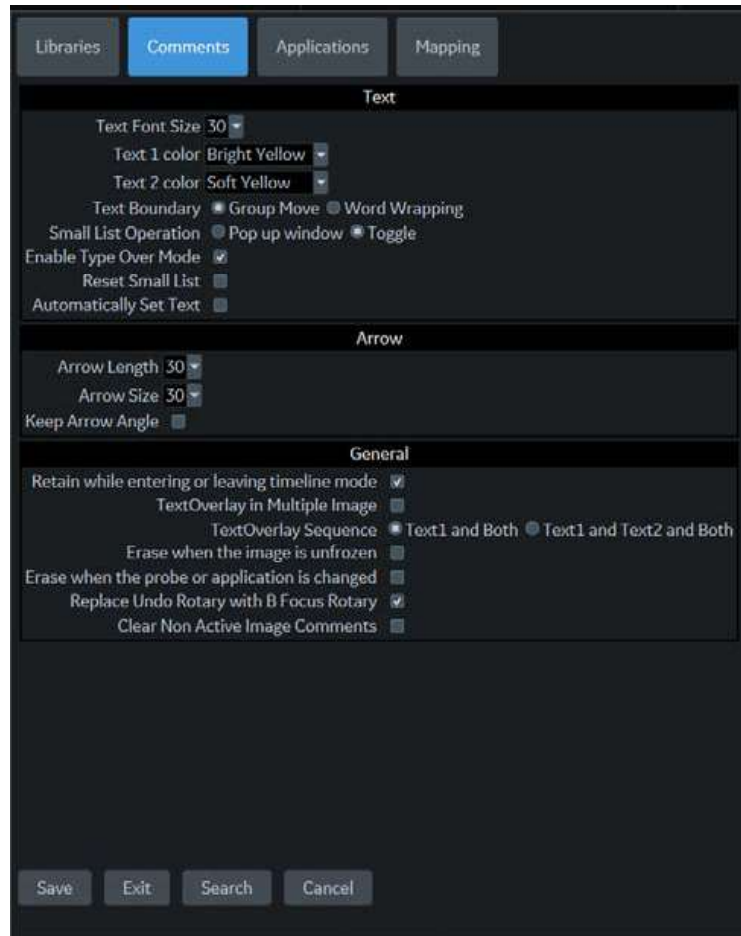 Libraries Comments Applications Mapping
Text
Text Font Size 30
Text 1 color Bright Yellow
Text 2 color Soft Yellow
Text Boundary Group Move Word Wrapping
Small List Operation Pop up window Toggle
Enable Type Over Mode
Reset Small List
Automatically Set Text
Arrow
Arrow Length 30
Arrow Size 30
Keep Arrow Angle
General
Retain while entering or leaving timeline mode
TextOverlay in Multiple Image
TextOverlay Sequence Text1 and Both Text1 and Text2 and Both
Erase when the image is unfrozen
Erase when the probe or application is changed
Replace Undo Rotary with B Focus Rotary
Clear Non Active Image Comments
Save Exit Search Cancel